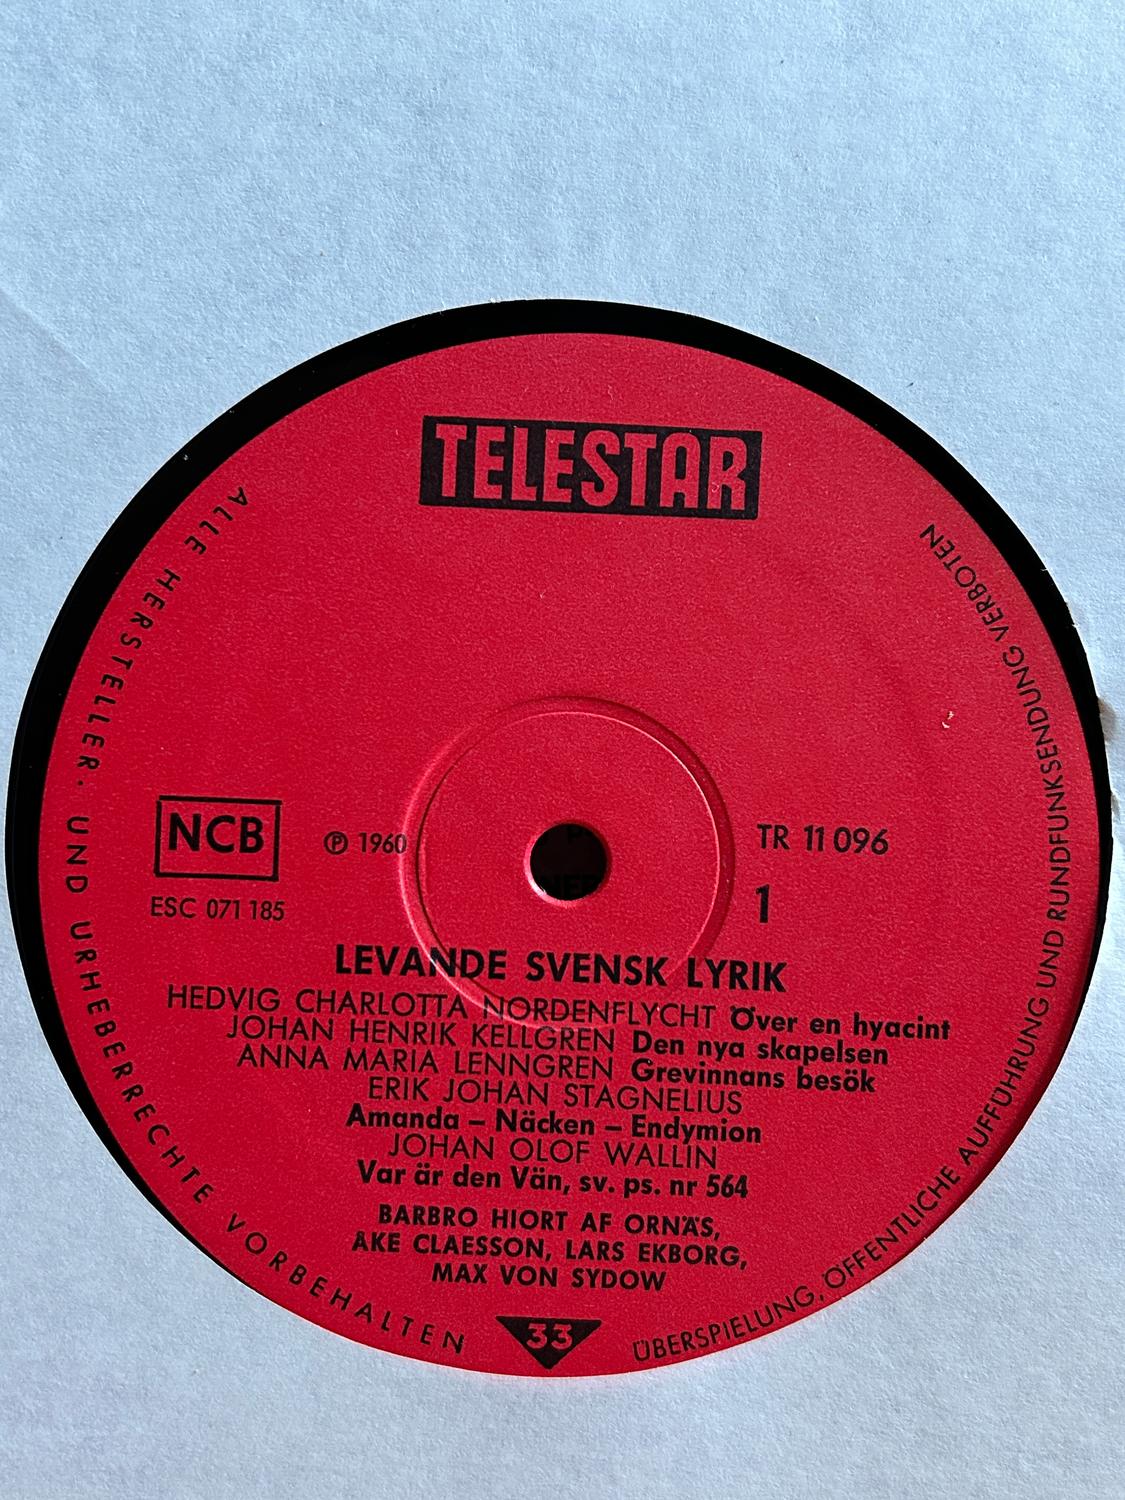 TELESTAR
ALLE HERSTELLER- UND URHEBERRECHTE VORBEHALTEN
ÜBERSPIELUNG, ÖFFENTLICHE AUFFÜHRUNG UND RUNDFUNKSENDUNG VERBOTEN
NCB
℗ 1960
TR 11 096
ESC 071 185
1
LEVANDE SVENSK LYRIK
HEDVIG CHARLOTTA NORDENFLYCHT Över en hyacint
JOHAN HENRIK KELLGREN Den nya skapelsen
ANNA MARIA LENNGREN Grevinnans besök
ERIK JOHAN STAGNELIUS
Amanda – Näcken – Endymion
JOHAN OLOF WALLIN
Var är den Vän, sv. ps. nr 564
BARBRO HIORT AF ORNÄS,
ÅKE CLAESSON, LARS EKBORG,
MAX VON SYDOW
33